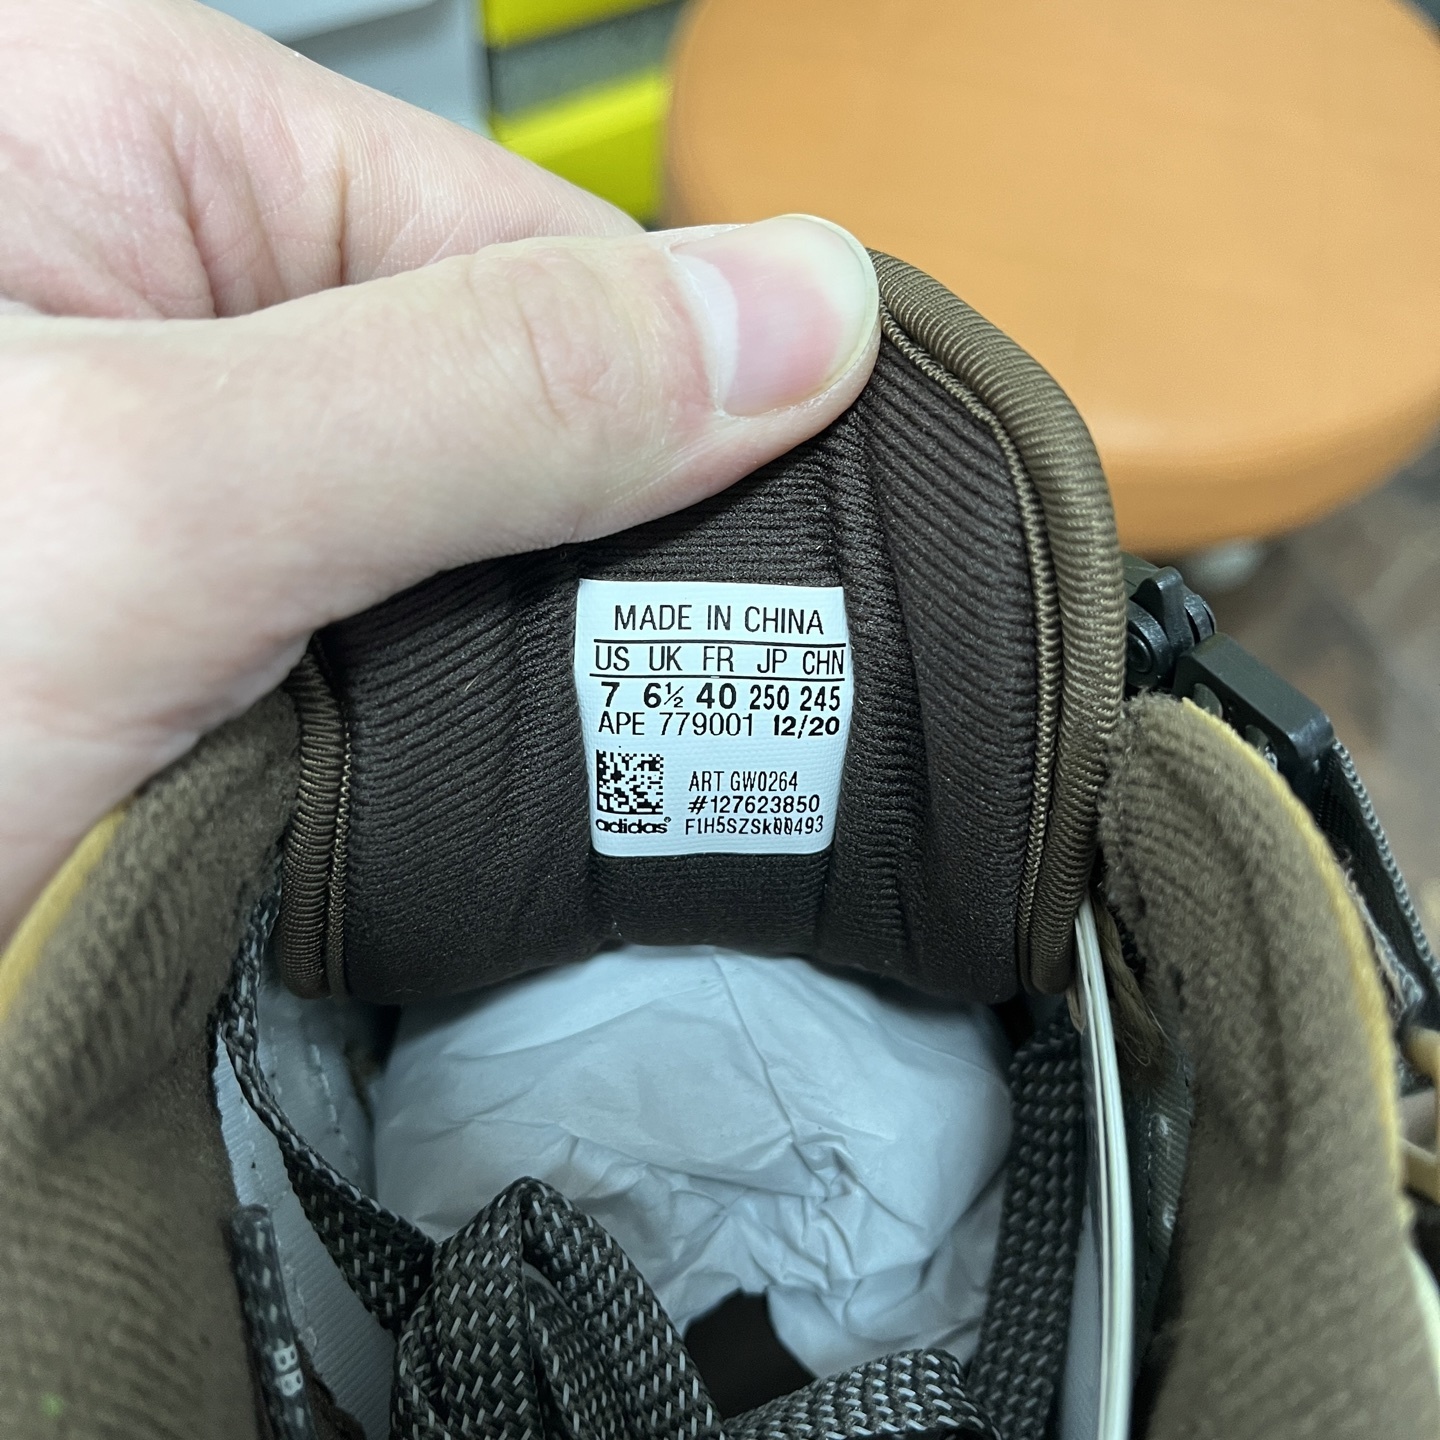 MADE IN CHINA
US UK FR JP CHN
7 6½ 40 250 245
APE 779001 12/20
ART GW0264
#127623850
adidas® F1H5SZSk00493